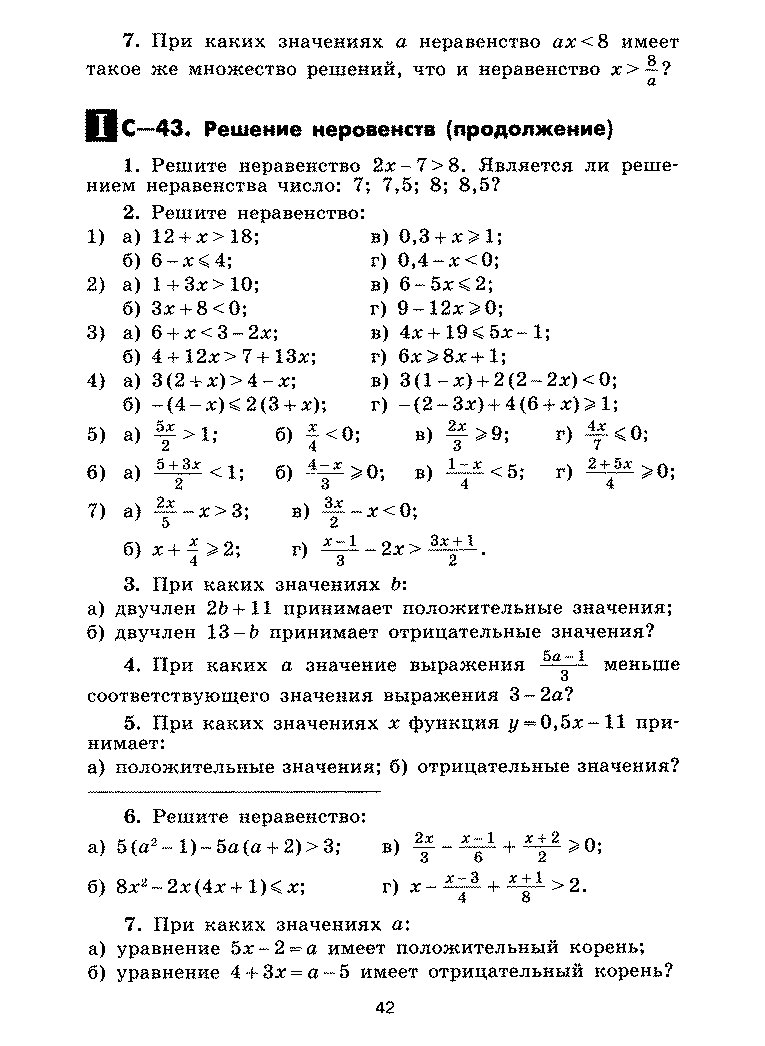 7. При каких значениях a неравенство ax<8 имеет
такое же множество решений, что и неравенство x> 8/a?
I С—43. Решение неровенств (продолжение)
1. Решите неравенство 2x-7>8. Является ли реше-
нием неравенства число: 7; 7,5; 8; 8,5?
2. Решите неравенство:
1) а) 12+x>18; в) 0,3+x⩾1;
б) 6-x⩽4; г) 0,4-x<0;
2) а) 1+3x>10; в) 6-5x⩽2;
б) 3x+8<0; г) 9-12x⩾0;
3) а) 6+x<3-2x; в) 4x+19⩽5x-1;
б) 4+12x>7+13x; г) 6x⩾8x+1;
4) а) 3(2+x)>4-x; в) 3(1-x)+2(2-2x)<0;
б) -(4-x)⩽2(3+x); г) -(2-3x)+4(6+x)⩾1;
5) а) 5x/2 >1; б) x/4 <0; в) 2x/3 ⩾9; г) 4x/7 ⩽0;
6) а) (5+3x)/2 <1; б) (4-x)/3 ⩾0; в) (1-x)/4 <5; г) (2+5x)/4 ⩾0;
7) а) 2x/5 -x>3; в) 3x/2 -x<0;
б) x+ x/4 ⩾2; г) (x-1)/3 -2x> (3x+1)/2.
3. При каких значениях b:
а) двучлен 2b+11 принимает положительные значения;
б) двучлен 13-b принимает отрицательные значения?
4. При каких a значение выражения (5a-1)/3 меньше
соответствующего значения выражения 3-2a?
5. При каких значениях x функция y=0,5x-11 при-
нимает:
а) положительные значения; б) отрицательные значения?
6. Решите неравенство:
а) 5(a²-1)-5a(a+2)>3; в) 2x/3 - (x-1)/6 + (x+2)/2 ⩾0;
б) 8x²-2x(4x+1)⩽x; г) x- (x-3)/4 + (x+1)/8 >2.
7. При каких значениях a:
а) уравнение 5x-2=a имеет положительный корень;
б) уравнение 4+3x=a-5 имеет отрицательный корень?
42